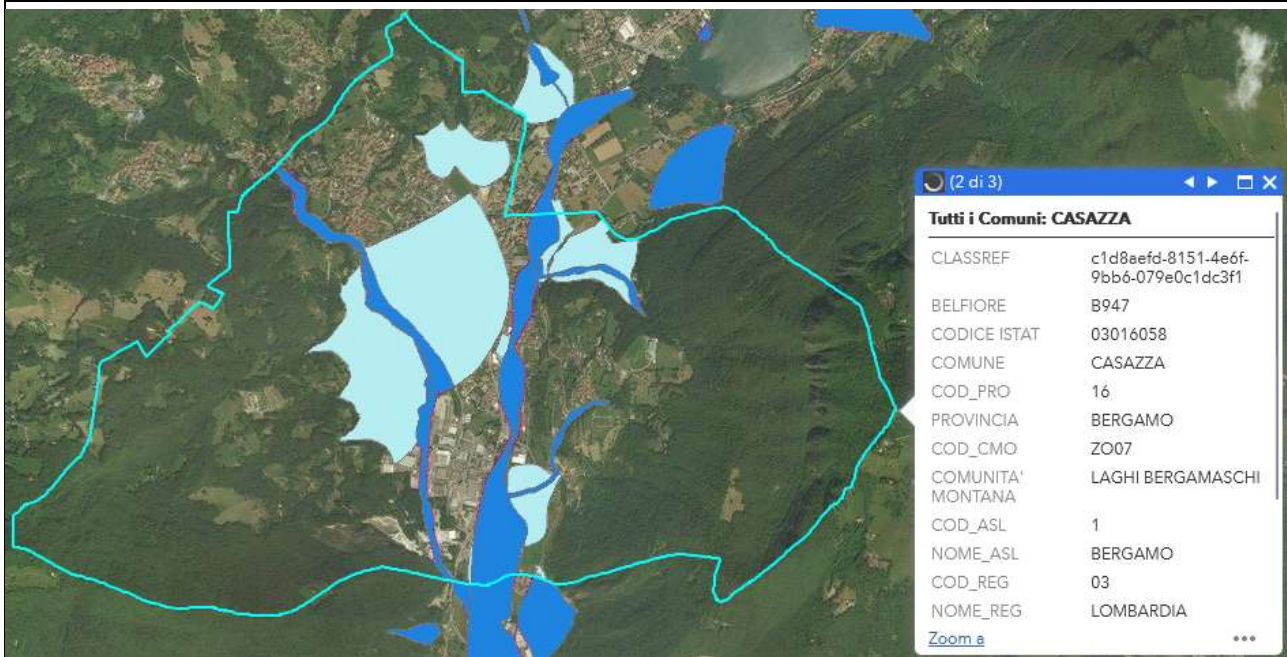 (2 di 3)
Tutti i Comuni: CASAZZA
CLASSREF c1d8aefd-8151-4e6f-
9bb6-079e0c1dc3f1
BELFIORE B947
CODICE ISTAT 03016058
COMUNE CASAZZA
COD_PRO 16
PROVINCIA BERGAMO
COD_CMO ZO07
COMUNITA' LAGHI BERGAMASCHI
MONTANA
COD_ASL 1
NOME_ASL BERGAMO
COD_REG 03
NOME_REG LOMBARDIA
Zoom a